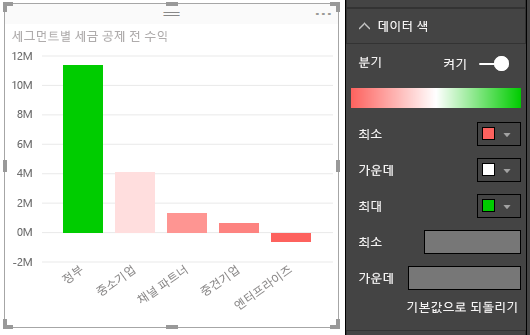 세그먼트별 세금 공제 전 수익
12M
10M
8M
6M
4M
2M
0M
-2M
정부
중소기업
채널 파트너
중견기업
엔터프라이즈
데이터 색
분기 켜기
최소
가운데
최대
최소
가운데
기본값으로 되돌리기